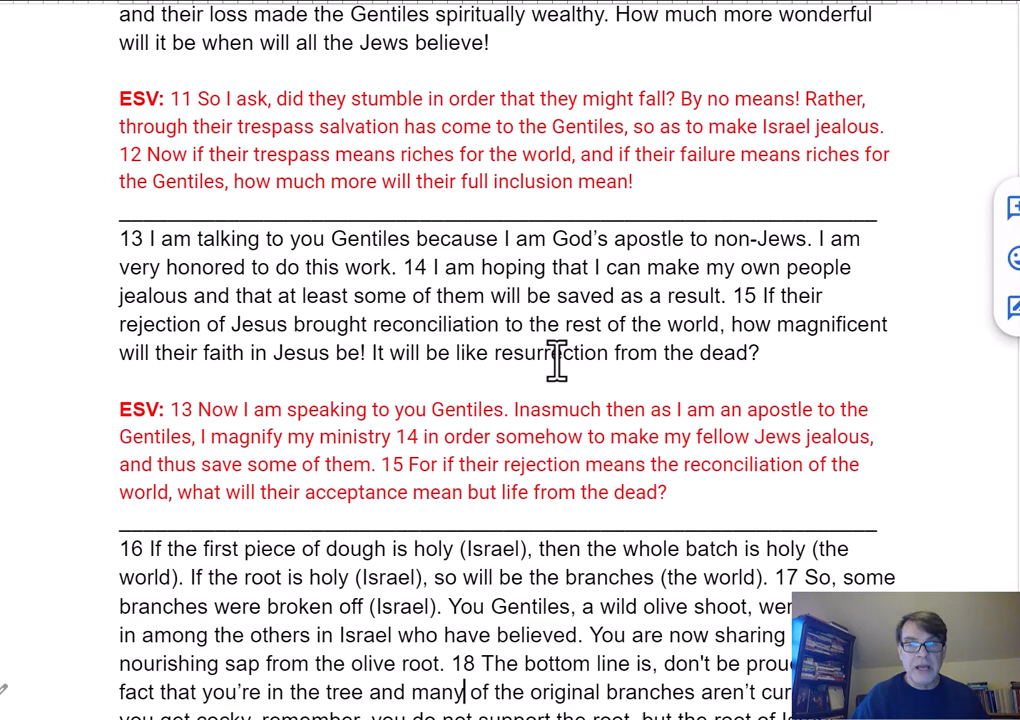 and their loss made the Gentiles spiritually wealthy. How much more wonderful
will it be when will all the Jews believe!
ESV: 11 So I ask, did they stumble in order that they might fall? By no means! Rather,
through their trespass salvation has come to the Gentiles, so as to make Israel jealous.
12 Now if their trespass means riches for the world, and if their failure means riches for
the Gentiles, how much more will their full inclusion mean!
13 I am talking to you Gentiles because I am God’s apostle to non-Jews. I am
very honored to do this work. 14 I am hoping that I can make my own people
jealous and that at least some of them will be saved as a result. 15 If their
rejection of Jesus brought reconciliation to the rest of the world, how magnificent
will their faith in Jesus be! It will be like resurrection from the dead?
ESV: 13 Now I am speaking to you Gentiles. Inasmuch then as I am an apostle to the
Gentiles, I magnify my ministry 14 in order somehow to make my fellow Jews jealous,
and thus save some of them. 15 For if their rejection means the reconciliation of the
world, what will their acceptance mean but life from the dead?
16 If the first piece of dough is holy (Israel), then the whole batch is holy (the
world). If the root is holy (Israel), so will be the branches (the world). 17 So, some
branches were broken off (Israel). You Gentiles, a wild olive shoot,
in among the others in Israel who have believed. You are now sharing
nourishing sap from the olive root. 18 The bottom line is, don't be
fact that you’re in the tree and many of the original branches aren’t
you get cocky, remember, you do not support the root, but the root of